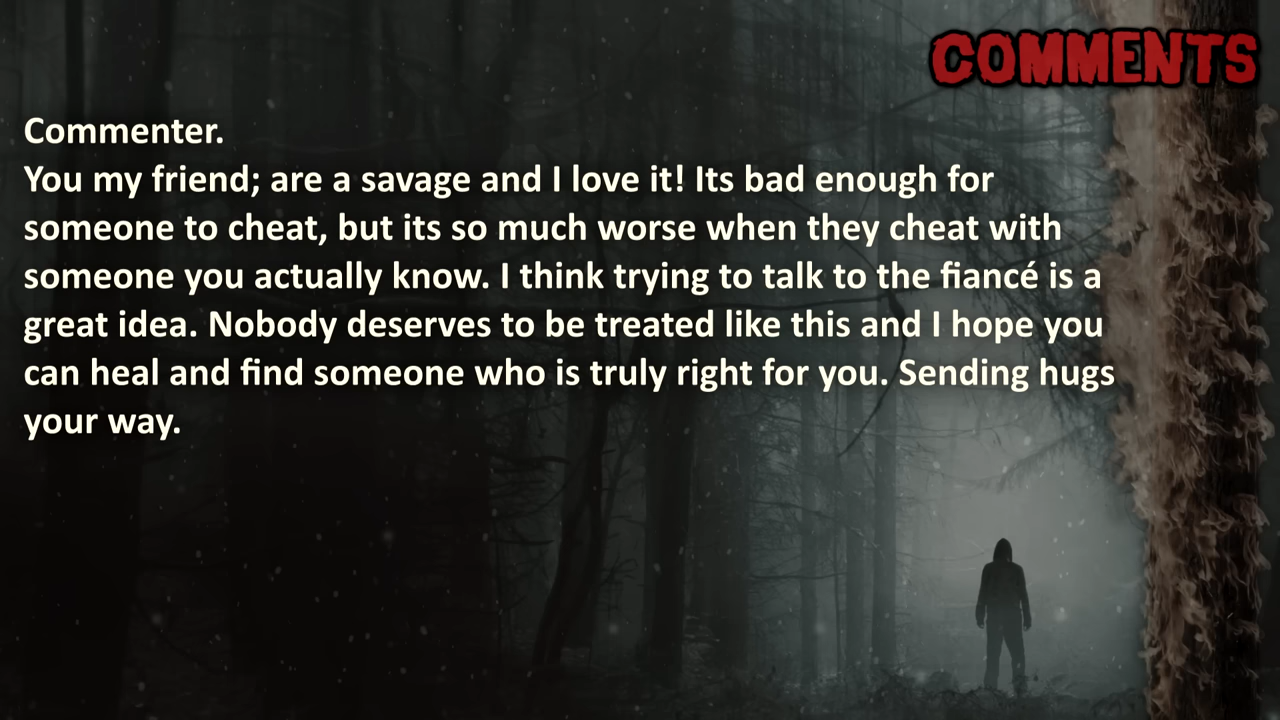 COMMENTS
Commenter.
You my friend; are a savage and I love it! Its bad enough for
someone to cheat, but its so much worse when they cheat with
someone you actually know. I think trying to talk to the fiancé is a
great idea. Nobody deserves to be treated like this and I hope you
can heal and find someone who is truly right for you. Sending hugs
your way.